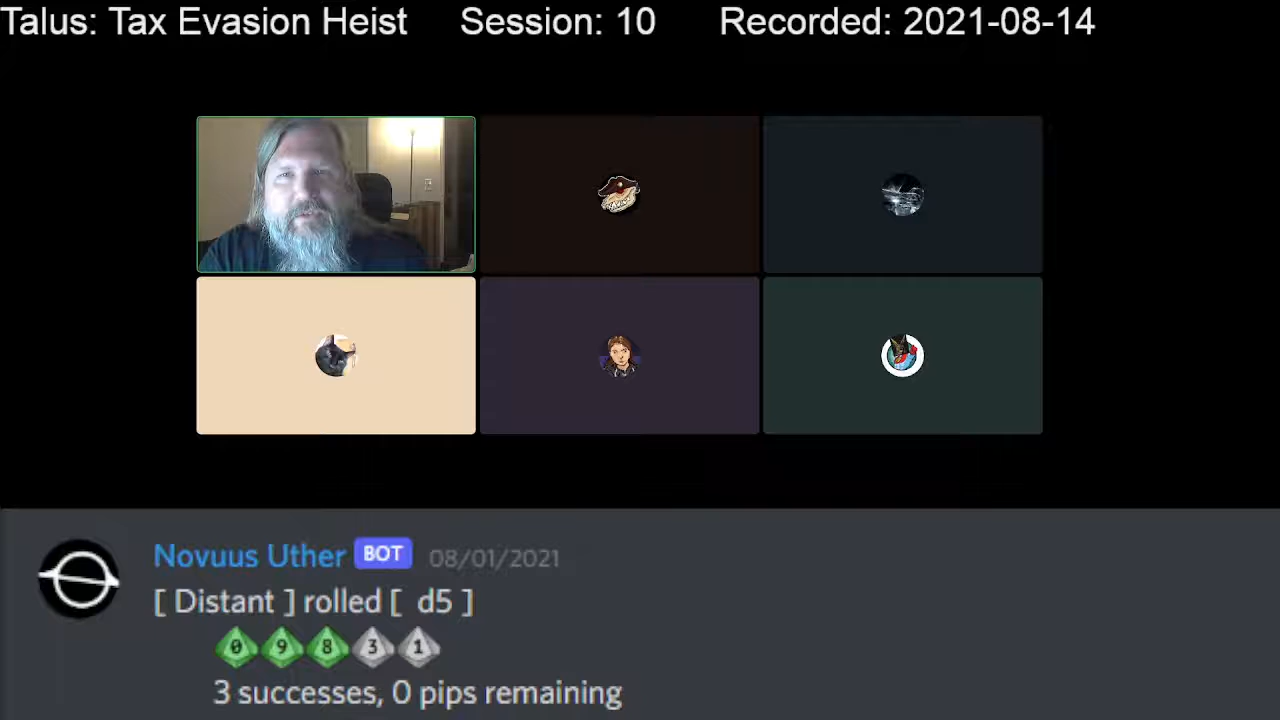 Talus: Tax Evasion Heist Session: 10 Recorded: 2021-08-14
Novuus Uther BOT 08/01/2021
[ Distant ] rolled [ d5 ]
0 9 8 3 1
3 successes, 0 pips remaining